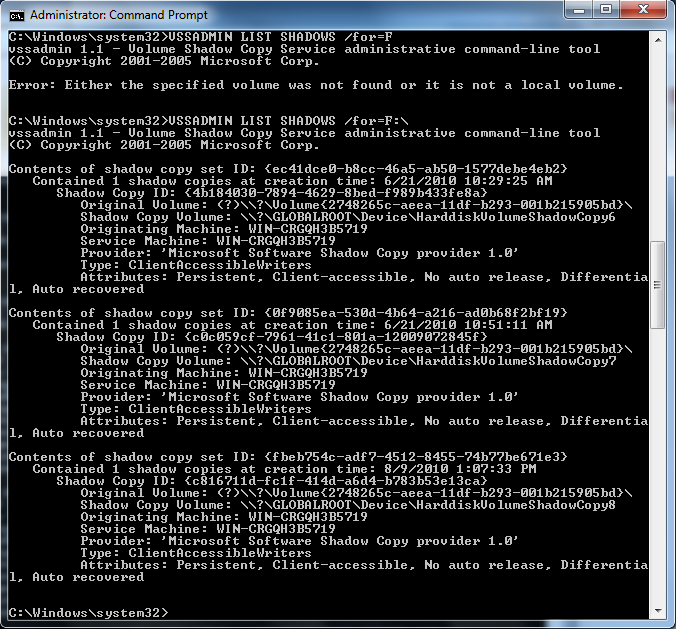 Administrator: Command Prompt
C:\Windows\system32>VSSADMIN LIST SHADOWS /for=F
vssadmin 1.1 - Volume Shadow Copy Service administrative command-line tool
(C) Copyright 2001-2005 Microsoft Corp.
Error: Either the specified volume was not found or it is not a local volume.
C:\Windows\system32>VSSADMIN LIST SHADOWS /for=F:\
vssadmin 1.1 - Volume Shadow Copy Service administrative command-line tool
(C) Copyright 2001-2005 Microsoft Corp.
Contents of shadow copy set ID: {ec41dce0-b8cc-46a5-ab50-1577debe4eb2}
Contained 1 shadow copies at creation time: 6/21/2010 10:29:25 AM
Shadow Copy ID: {4b184030-7894-4629-8bed-f989b433fe8a}
Original Volume: (?)\\?\Volume{2748265c-aeea-11df-b293-001b215905bd}\
Shadow Copy Volume: \\?\GLOBALROOT\Device\HarddiskVolumeShadowCopy6
Originating Machine: WIN-CRGQH3B5719
Service Machine: WIN-CRGQH3B5719
Provider: 'Microsoft Software Shadow Copy provider 1.0'
Type: ClientAccessibleWriters
Attributes: Persistent, Client-accessible, No auto release, Differentia
l, Auto recovered
Contents of shadow copy set ID: {0f9085ea-530d-4b64-a216-ad0b68f2bf19}
Contained 1 shadow copies at creation time: 6/21/2010 10:51:11 AM
Shadow Copy ID: {c0c059cf-7961-41c1-801a-12009072845f}
Original Volume: (?)\\?\Volume{2748265c-aeea-11df-b293-001b215905bd}\
Shadow Copy Volume: \\?\GLOBALROOT\Device\HarddiskVolumeShadowCopy7
Originating Machine: WIN-CRGQH3B5719
Service Machine: WIN-CRGQH3B5719
Provider: 'Microsoft Software Shadow Copy provider 1.0'
Type: ClientAccessibleWriters
Attributes: Persistent, Client-accessible, No auto release, Differentia
l, Auto recovered
Contents of shadow copy set ID: {fbeb754c-adf7-4512-8455-74b77be671e3}
Contained 1 shadow copies at creation time: 8/9/2010 1:07:33 PM
Shadow Copy ID: {c816711d-fc1f-414d-a6d4-b783b53e13ca}
Original Volume: (?)\\?\Volume{2748265c-aeea-11df-b293-001b215905bd}\
Shadow Copy Volume: \\?\GLOBALROOT\Device\HarddiskVolumeShadowCopy8
Originating Machine: WIN-CRGQH3B5719
Service Machine: WIN-CRGQH3B5719
Provider: 'Microsoft Software Shadow Copy provider 1.0'
Type: ClientAccessibleWriters
Attributes: Persistent, Client-accessible, No auto release, Differentia
l, Auto recovered
C:\Windows\system32>